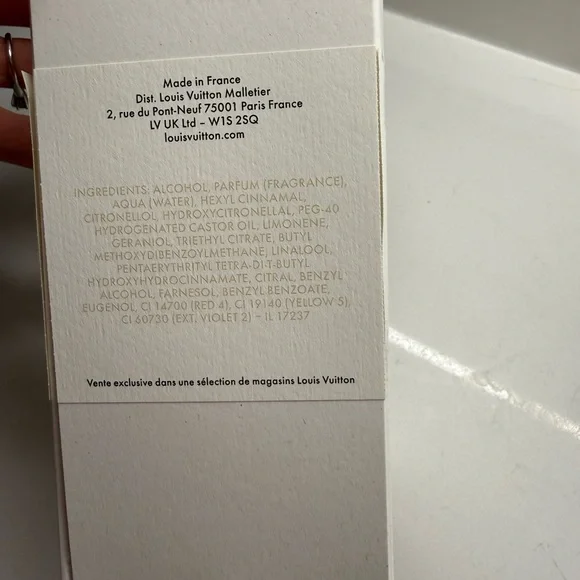 Made in France
Dist. Louis Vuitton Malletier
2, rue du Pont-Neuf 75001 Paris France
LV UK Ltd – W1S 2SQ
louisvuitton.com
INGREDIENTS: ALCOHOL, PARFUM (FRAGRANCE),
AQUA (WATER), HEXYL CINNAMAL,
CITRONELLOL, HYDROXYCITRONELLAL, PEG-40
HYDROGENATED CASTOR OIL, LIMONENE,
GERANIOL, TRIETHYL CITRATE, BUTYL
METHOXYDIBENZOYLMETHANE, LINALOOL,
PENTAERYTHRITYL TETRA-DI-T-BUTYL
HYDROXYHYDROCINNAMATE, CITRAL, BENZYL
ALCOHOL, FARNESOL, BENZYL BENZOATE,
EUGENOL, CI 14700 (RED 4), CI 19140 (YELLOW 5),
CI 60730 (EXT. VIOLET 2) – IL 17237
Vente exclusive dans une sélection de magasins Louis Vuitton